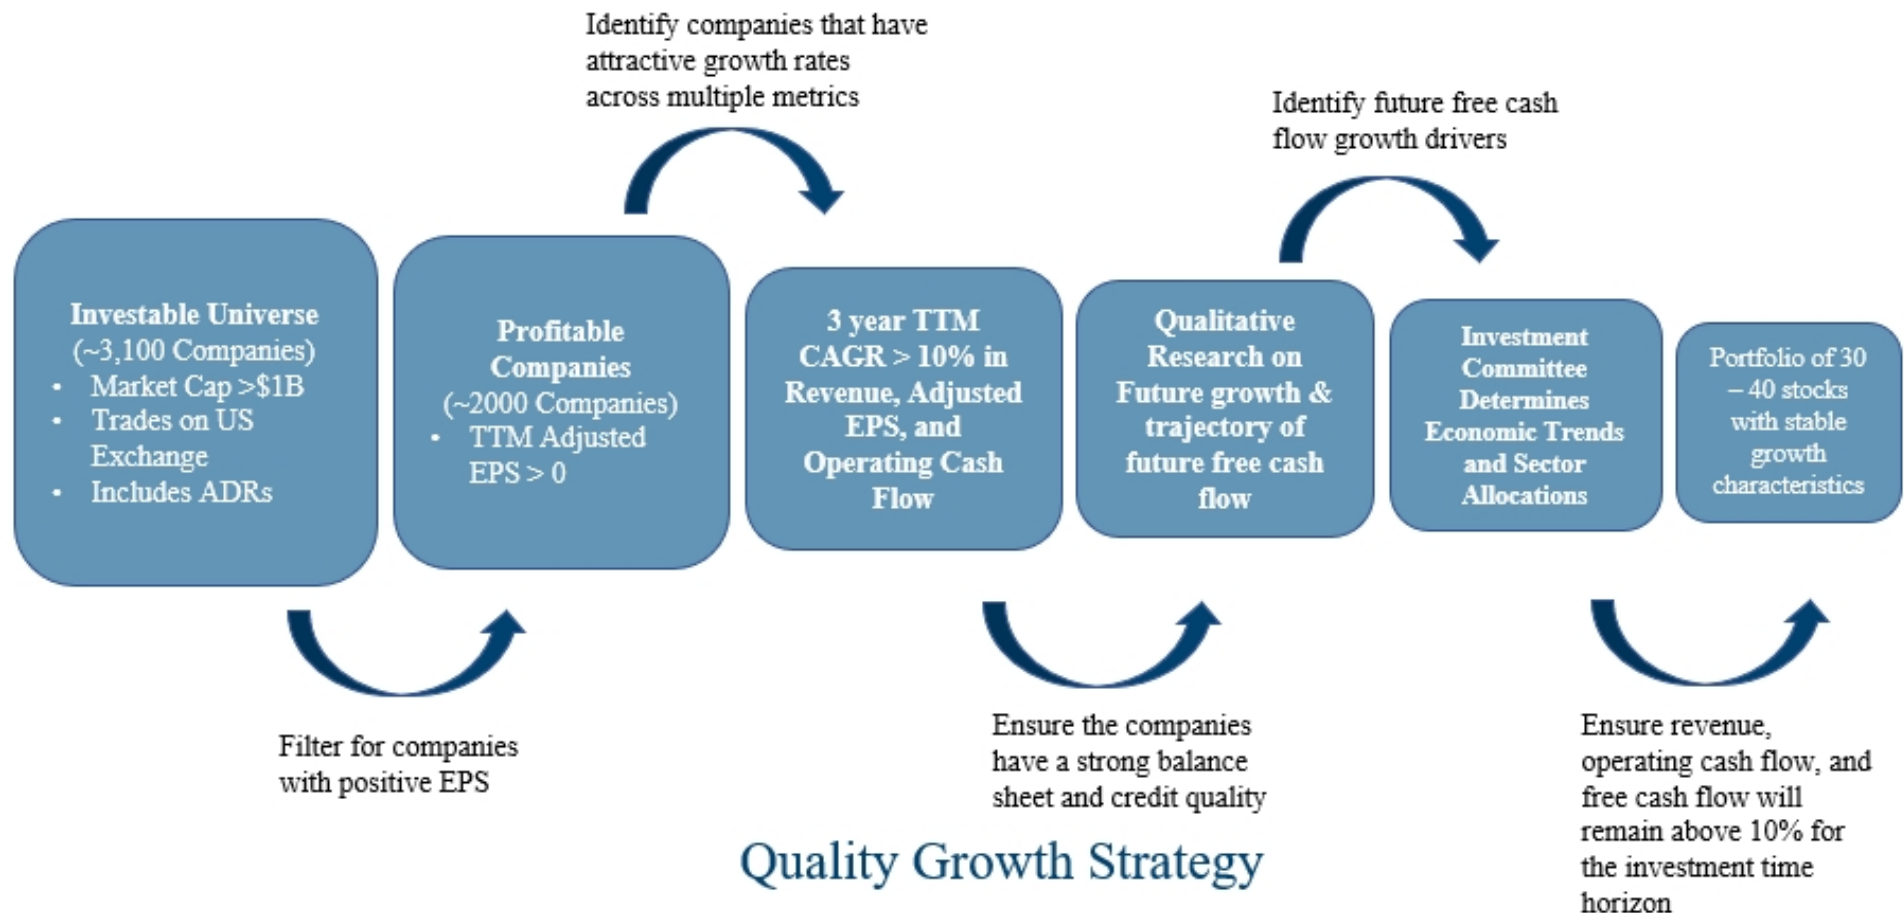 Identify companies that have
attractive growth rates
across multiple metrics
Identify future free cash
flow growth drivers
Investable Universe
(~3,100 Companies)
• Market Cap >$1B
• Trades on US
Exchange
• Includes ADRs
Profitable
Companies
(~2000 Companies)
• TTM Adjusted
EPS > 0
3 year TTM
CAGR > 10% in
Revenue, Adjusted
EPS, and
Operating Cash
Flow
Qualitative
Research on
Future growth &
trajectory of
future free cash
flow
Investment
Committee
Determines
Economic Trends
and Sector
Allocations
Portfolio of 30
– 40 stocks
with stable
growth
characteristics
Filter for companies
with positive EPS
Ensure the companies
have a strong balance
sheet and credit quality
Ensure revenue,
operating cash flow, and
free cash flow will
remain above 10% for
the investment time
horizon
Quality Growth Strategy